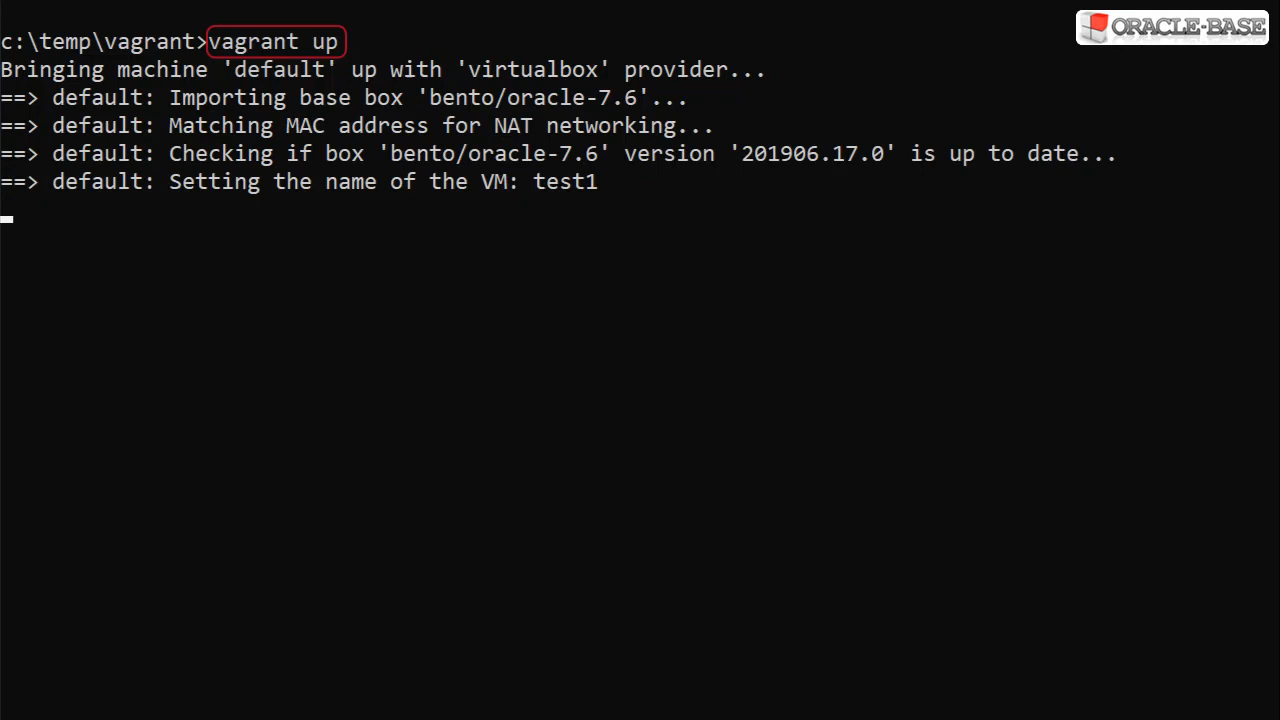 ORACLE-BASE
c:\temp\vagrant>vagrant up
Bringing machine 'default' up with 'virtualbox' provider...
==> default: Importing base box 'bento/oracle-7.6'...
==> default: Matching MAC address for NAT networking...
==> default: Checking if box 'bento/oracle-7.6' version '201906.17.0' is up to date...
==> default: Setting the name of the VM: test1